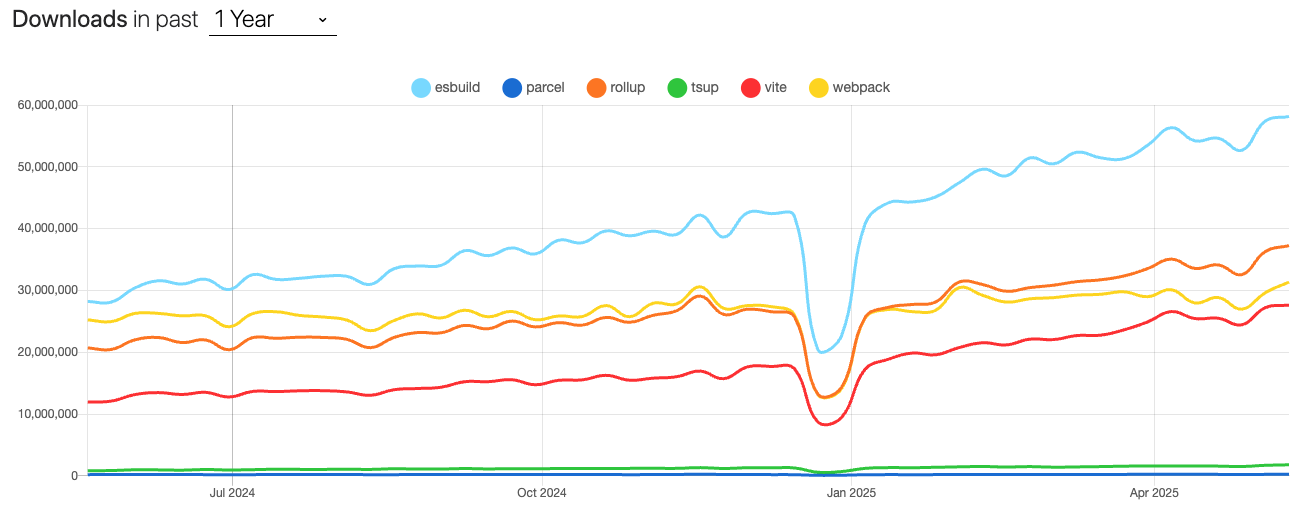 Downloads in past 1 Year
esbuild parcel rollup tsup vite webpack
60,000,000
50,000,000
40,000,000
30,000,000
20,000,000
10,000,000
0
Jul 2024 Oct 2024 Jan 2025 Apr 2025